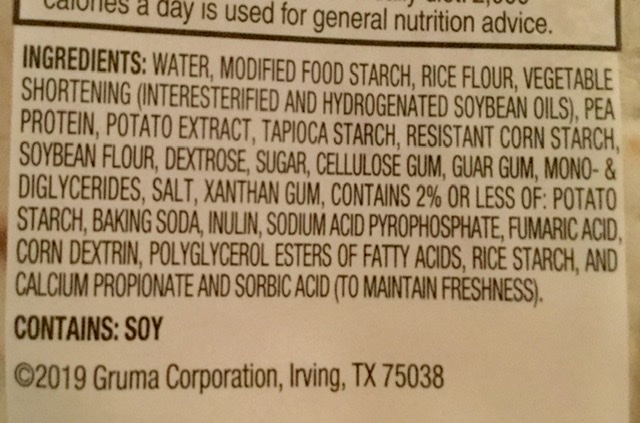 calories a day is used for general nutrition advice.
INGREDIENTS: WATER, MODIFIED FOOD STARCH, RICE FLOUR, VEGETABLE
SHORTENING (INTERESTERIFIED AND HYDROGENATED SOYBEAN OILS), PEA
PROTEIN, POTATO EXTRACT, TAPIOCA STARCH, RESISTANT CORN STARCH,
SOYBEAN FLOUR, DEXTROSE, SUGAR, CELLULOSE GUM, GUAR GUM, MONO- &
DIGLYCERIDES, SALT, XANTHAN GUM, CONTAINS 2% OR LESS OF: POTATO
STARCH, BAKING SODA, INULIN, SODIUM ACID PYROPHOSPHATE, FUMARIC ACID,
CORN DEXTRIN, POLYGLYCEROL ESTERS OF FATTY ACIDS, RICE STARCH, AND
CALCIUM PROPIONATE AND SORBIC ACID (TO MAINTAIN FRESHNESS).
CONTAINS: SOY
©2019 Gruma Corporation, Irving, TX 75038